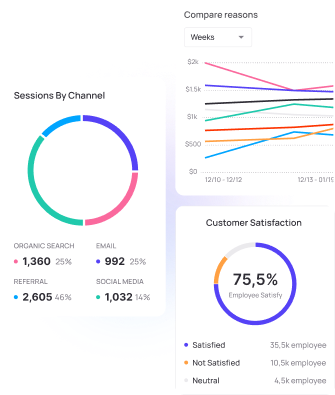 Compare reasons
Weeks
$2k
$1.5k
$1k
$500
$0
12/10 - 12/12
12/13 - 01/19
Sessions By Channel
ORGANIC SEARCH
1,360 25%
EMAIL
992 25%
REFERRAL
2,605 46%
SOCIAL MEDIA
1,032 14%
Customer Satisfaction
75,5%
Employee Satisfy
Satisfied 35,5k employee
Not Satisfied 10,5k employee
Neutral 4,5k employee